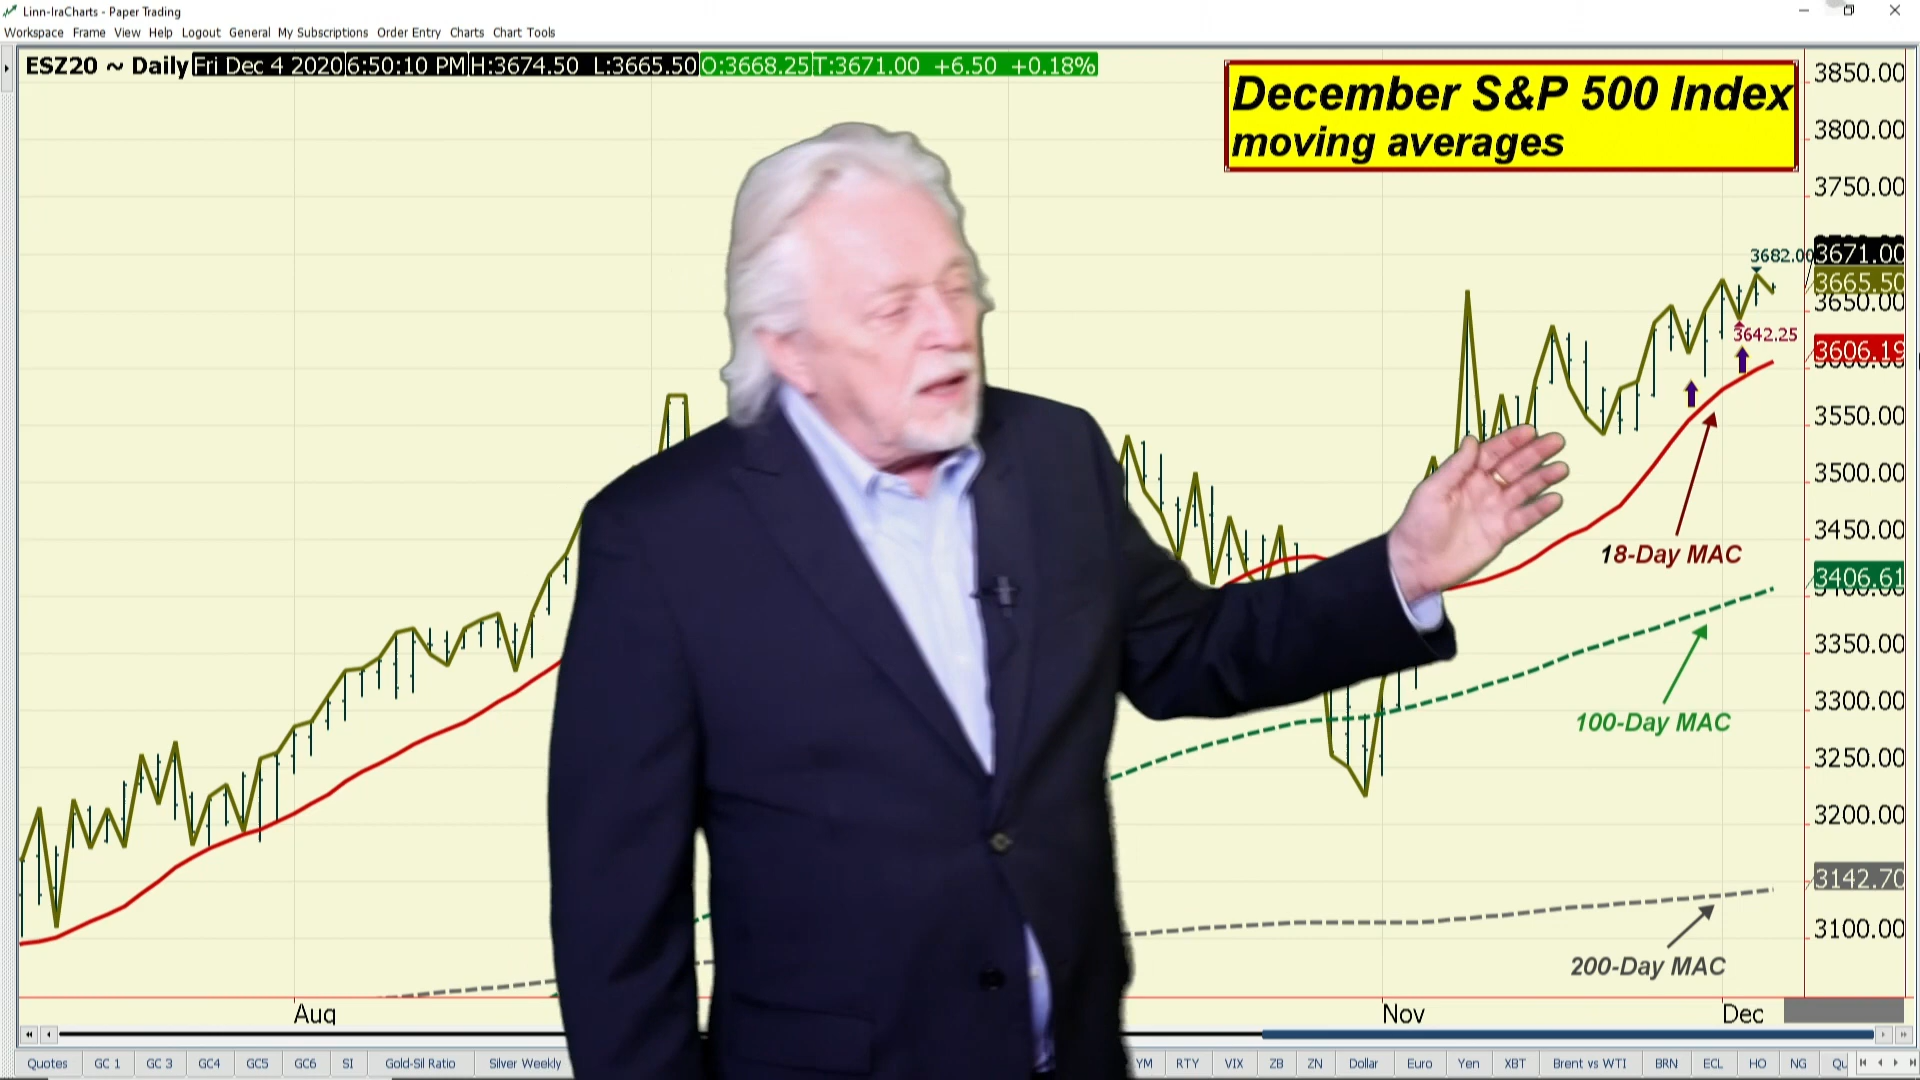 Linn-IraCharts - Paper Trading
Workspace Frame View Help Logout General My Subscriptions Order Entry Charts Chart Tools
ESZ20 ~ Daily Fri Dec 4 2020 6:50:10 PM H:3674.50 L:3665.50 O:3668.25 T:3671.00 +6.50 +0.18%
December S&P 500 Index
moving averages
3850.00
3800.00
3750.00
3682.00
3671.00
3665.50
3650.00
3642.25
3606.19
3550.00
3500.00
3450.00
18-Day MAC
3406.61
3350.00
3300.00
100-Day MAC
3250.00
3200.00
3142.70
3100.00
200-Day MAC
Aug Nov Dec
Quotes GC 1 GC 3 GC4 GC5 GC6 SI Gold-Sil Ratio Silver Weekly YM RTY VIX ZB ZN Dollar Euro Yen XBT Brent vs WTI BRN ECL HO NG